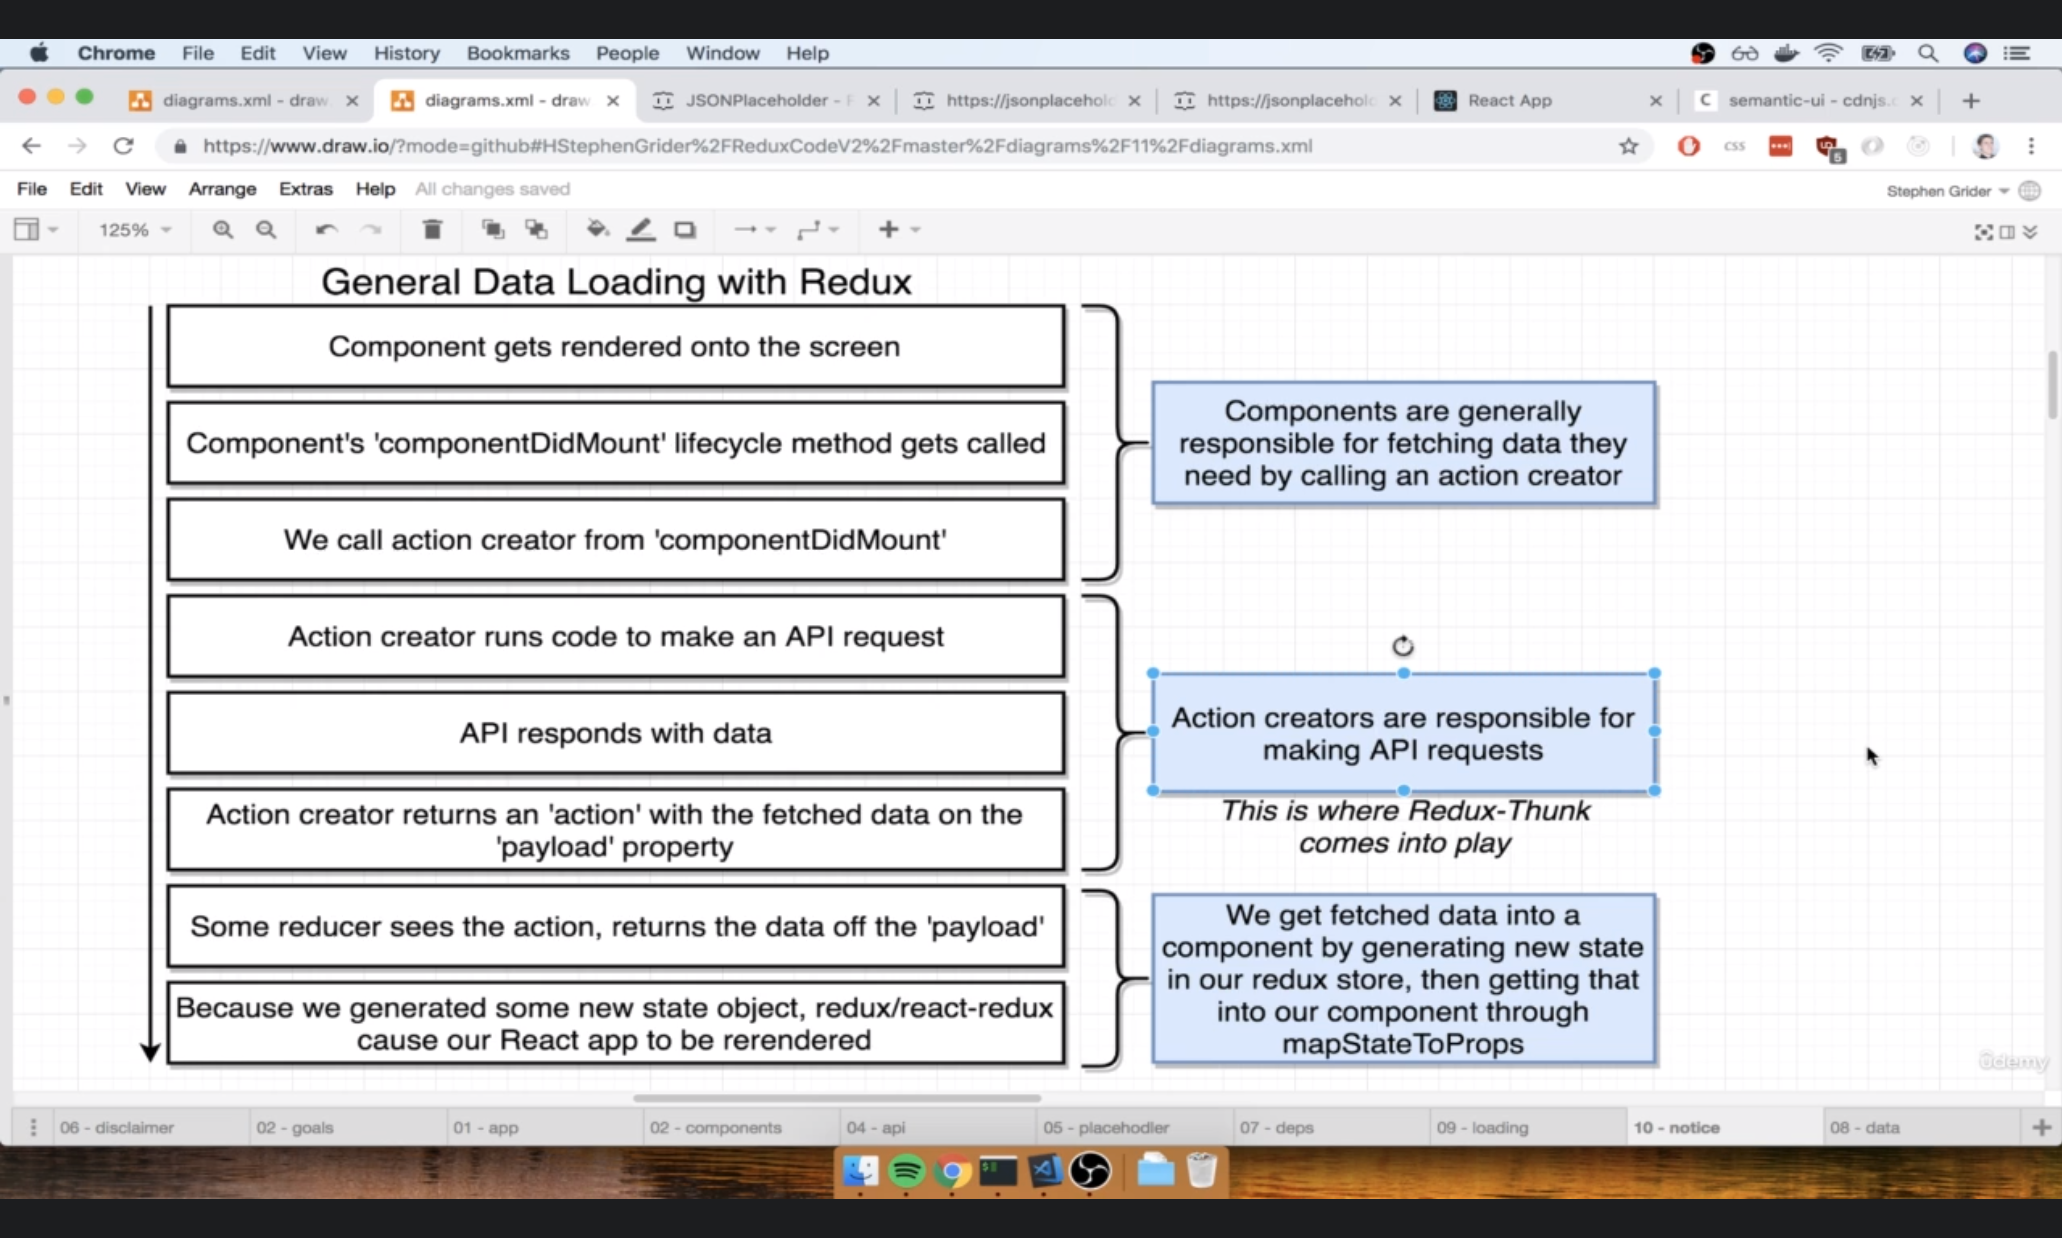 Chrome File Edit View History Bookmarks People Window Help
diagrams.xml - draw
diagrams.xml - draw
JSONPlaceholder - F
https://jsonplacehol
https://jsonplacehol
React App
semantic-ui - cdnjs.
https://www.draw.io/?mode=github#HStephenGrider%2FReduxCodeV2%2Fmaster%2Fdiagrams%2F11%2Fdiagrams.xml
css
5
File Edit View Arrange Extras Help All changes saved
Stephen Grider
125%
General Data Loading with Redux
Component gets rendered onto the screen
Component's 'componentDidMount' lifecycle method gets called
We call action creator from 'componentDidMount'
Components are generally
responsible for fetching data they
need by calling an action creator
Action creator runs code to make an API request
API responds with data
Action creator returns an 'action' with the fetched data on the
'payload' property
Action creators are responsible for
making API requests
This is where Redux-Thunk
comes into play
Some reducer sees the action, returns the data off the 'payload'
Because we generated some new state object, redux/react-redux
cause our React app to be rerendered
We get fetched data into a
component by generating new state
in our redux store, then getting that
into our component through
mapStateToProps
ûdemy
06 - disclaimer
02 - goals
01 - app
02 - components
04 - api
05 - placehodler
07 - deps
09 - loading
10 - notice
08 - data